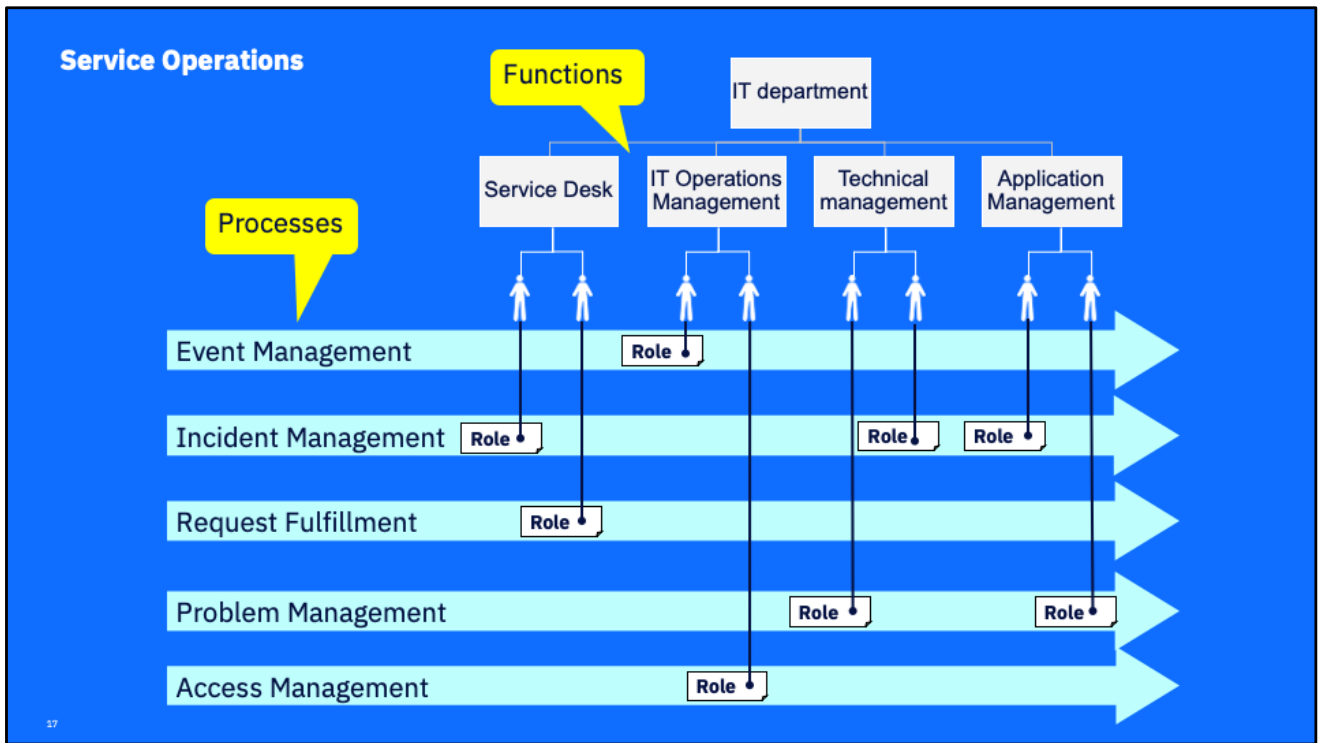 Service Operations
Functions
IT department
Service Desk
IT Operations
Management
Technical
management
Application
Management
Processes
Event Management
Role
Incident Management
Role
Role
Role
Request Fulfillment
Role
Problem Management
Role
Role
Access Management
Role
17